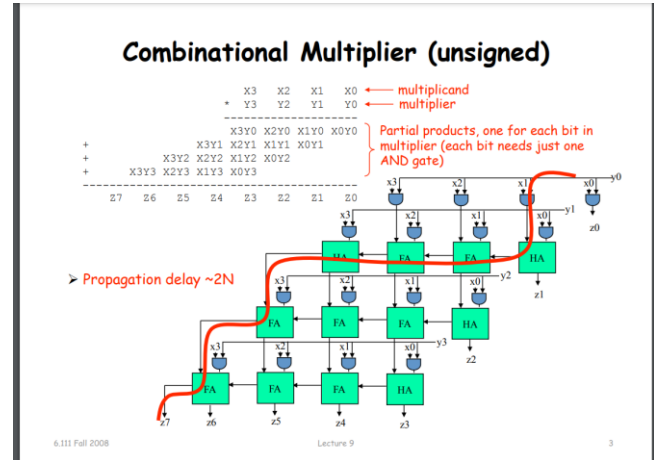 Combinational Multiplier (unsigned)
X3 X2 X1 X0 multiplicand
* Y3 Y2 Y1 Y0 multiplier
--------------------
X3Y0 X2Y0 X1Y0 X0Y0
+ X3Y1 X2Y1 X1Y1 X0Y1
+ X3Y2 X2Y2 X1Y2 X0Y2
+ X3Y3 X2Y3 X1Y3 X0Y3
----------------------------------------
Z7 Z6 Z5 Z4 Z3 Z2 Z1 Z0
Partial products, one for each bit in
multiplier (each bit needs just one
AND gate)
x3 x2 x1 x0 y0
z0
x3 x2 x1 x0 y1
HA FA FA HA
z1
➤ Propagation delay ~2N
x3 x2 x1 x0 y2
FA FA FA HA
z2
x3 x2 x1 x0 y3
FA FA FA HA
z7 z6 z5 z4 z3
6.111 Fall 2008 Lecture 9 3